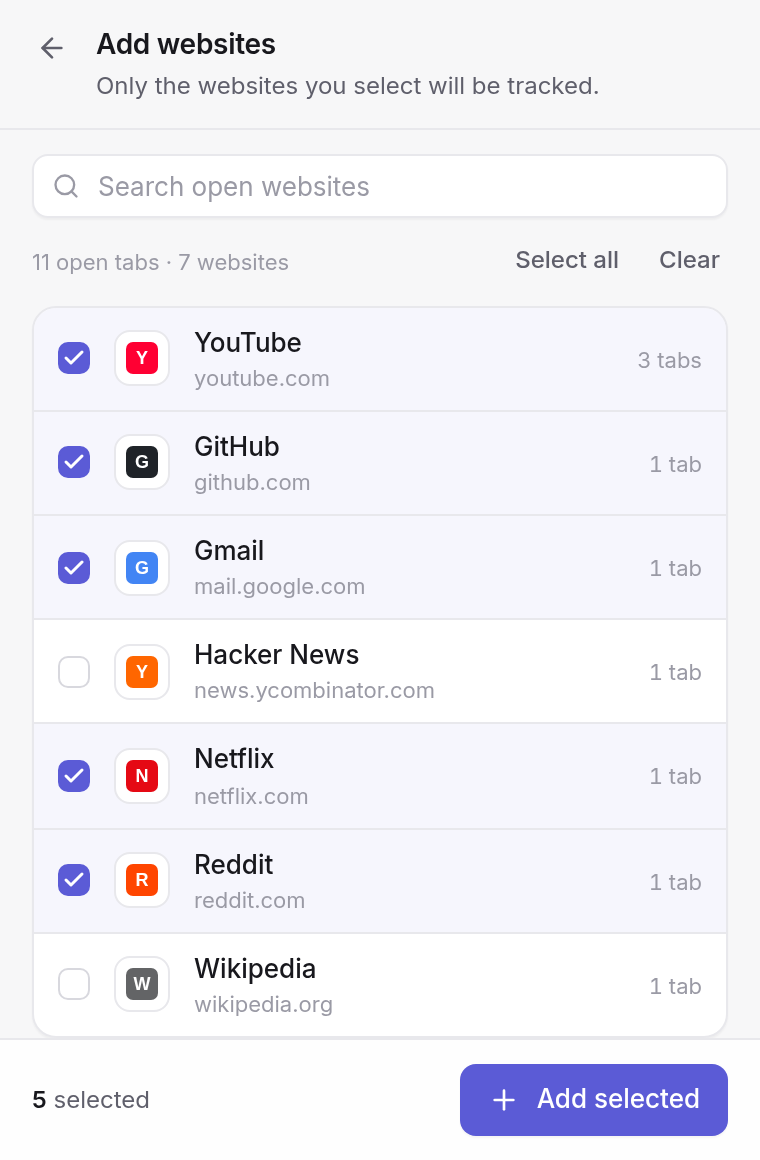 Add websites
Only the websites you select will be tracked.
Search open websites
11 open tabs · 7 websites
Select all
Clear
Y
YouTube
youtube.com
3 tabs
G
GitHub
github.com
1 tab
G
Gmail
mail.google.com
1 tab
Y
Hacker News
news.ycombinator.com
1 tab
N
Netflix
netflix.com
1 tab
R
Reddit
reddit.com
1 tab
W
Wikipedia
wikipedia.org
1 tab
5 selected
Add selected